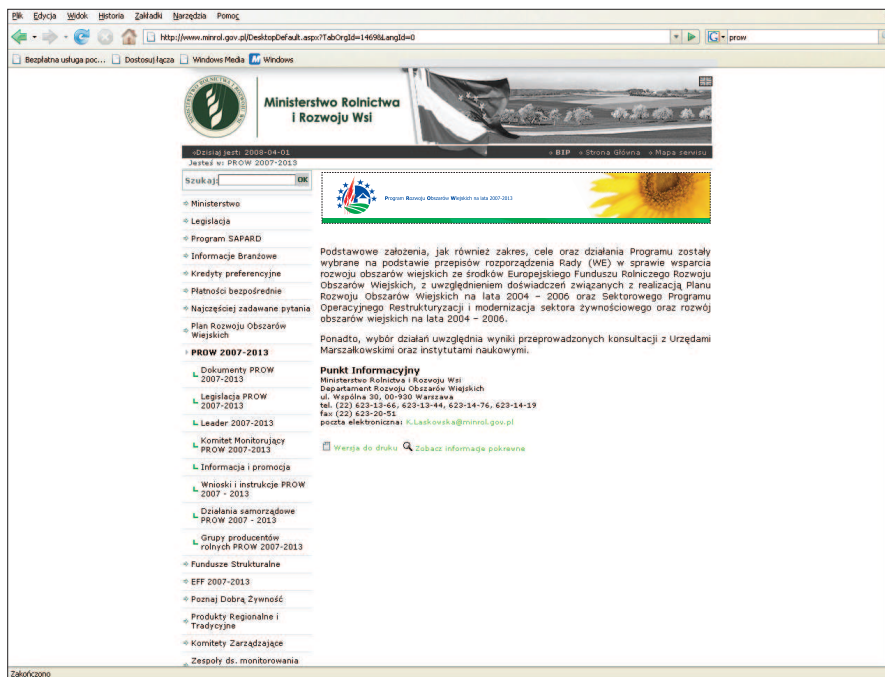 Plik Edycja Widok Historia Zakładki Narzędzia Pomoc
http://www.minrol.gov.pl/DesktopDefault.aspx?TabOrgId=1469&LangId=0
prow
Bezpłatna usługa poc... Dostosuj łącza Windows Media Windows
Ministerstwo Rolnictwa
i Rozwoju Wsi
Dzisiaj jest: 2008-04-01
BIP Strona Główna Mapa serwisu
Jesteś w: PROW 2007-2013
Szukaj: OK
Program Rozwoju Obszarów Wiejskich na lata 2007-2013
Ministerstwo
Legislacja
Program SAPARD
Informacje Branżowe
Kredyty preferencyjne
Płatności bezpośrednie
Najczęściej zadawane pytania
Plan Rozwoju Obszarów
Wiejskich
PROW 2007-2013
Dokumenty PROW
2007-2013
Legislacja PROW
2007-2013
Leader 2007-2013
Komitet Monitorujący
PROW 2007-2013
Informacja i promocja
Wnioski i instrukcje PROW
2007 - 2013
Działania samorządowe
PROW 2007 - 2013
Grupy producentów
rolnych PROW 2007-2013
Fundusze Strukturalne
EFF 2007-2013
Poznaj Dobrą Żywność
Produkty Regionalne i
Tradycyjne
Komitety Zarządzające
Zespoły ds. monitorowania
Podstawowe założenia, jak również zakres, cele oraz działania Programu zostały
wybrane na podstawie przepisów rozporządzenia Rady (WE) w sprawie wsparcia
rozwoju obszarów wiejskich ze środków Europejskiego Funduszu Rolniczego Rozwoju
Obszarów Wiejskich, z uwzględnieniem doświadczeń związanych z realizacją Planu
Rozwoju Obszarów Wiejskich na lata 2004 – 2006 oraz Sektorowego Programu
Operacyjnego Restrukturyzacji i modernizacja sektora żywnościowego oraz rozwój
obszarów wiejskich na lata 2004 – 2006.
Ponadto, wybór działań uwzględnia wyniki przeprowadzonych konsultacji z Urzędami
Marszałkowskimi oraz instytutami naukowymi.
Punkt Informacyjny
Ministerstwo Rolnictwa i Rozwoju Wsi
Departament Rozwoju Obszarów Wiejskich
ul. Wspólna 30, 00-930 Warszawa
tel. (22) 623-13-66, 623-13-44, 623-14-76, 623-14-19
fax (22) 623-20-51
poczta elektroniczna: K.Laskowska@minrol.gov.pl
Wersja do druku Zobacz informacje pokrewne
Zakończono